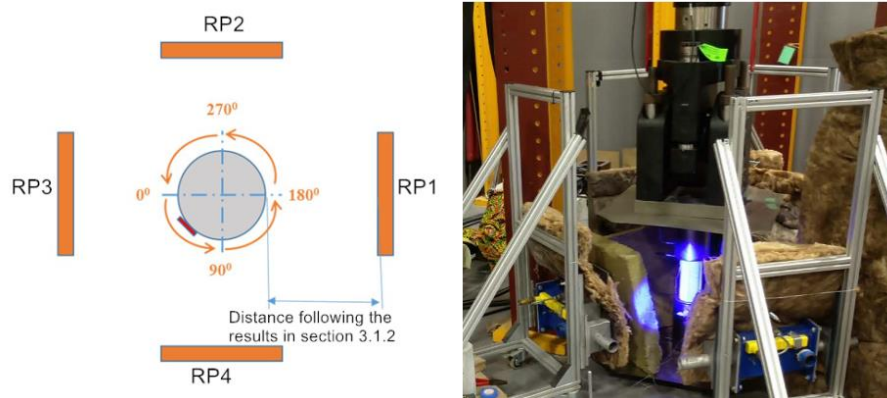 RP2
270⁰
RP3
0⁰
180⁰
RP1
90⁰
Distance following the
results in section 3.1.2
RP4